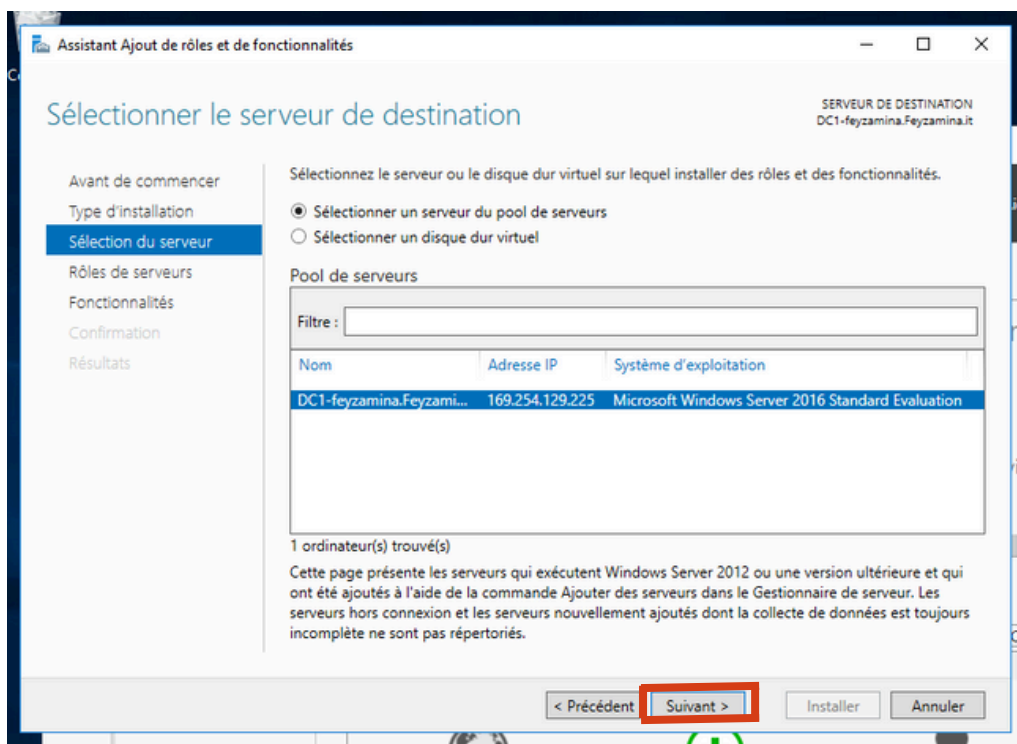 Assistant Ajout de rôles et de fonctionnalités
Sélectionner le serveur de destination
SERVEUR DE DESTINATION
DC1-feyzamina.Feyzamina.it
Avant de commencer
Type d'installation
Sélection du serveur
Rôles de serveurs
Fonctionnalités
Confirmation
Résultats
Sélectionnez le serveur ou le disque dur virtuel sur lequel installer des rôles et des fonctionnalités.
Sélectionner un serveur du pool de serveurs
Sélectionner un disque dur virtuel
Pool de serveurs
Filtre :
Nom Adresse IP Système d'exploitation
DC1-feyzamina.Feyzami... 169.254.129.225 Microsoft Windows Server 2016 Standard Evaluation
1 ordinateur(s) trouvé(s)
Cette page présente les serveurs qui exécutent Windows Server 2012 ou une version ultérieure et qui
ont été ajoutés à l'aide de la commande Ajouter des serveurs dans le Gestionnaire de serveur. Les
serveurs hors connexion et les serveurs nouvellement ajoutés dont la collecte de données est toujours
incomplète ne sont pas répertoriés.
< Précédent Suivant > Installer Annuler